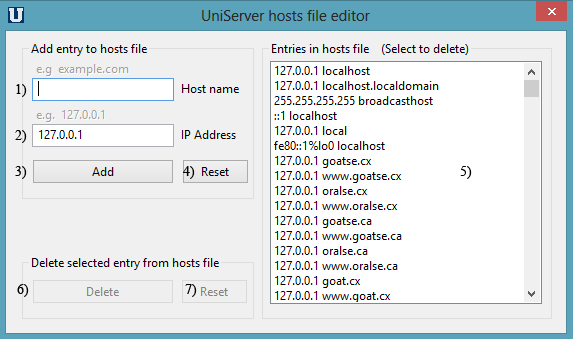 U UniServer hosts file editor x
Add entry to hosts file
e.g example.com
1) Host name
e.g. 127.0.0.1
2) 127.0.0.1 IP Address
3) Add 4) Reset
Delete selected entry from hosts file
6) Delete 7) Reset
Entries in hosts file (Select to delete)
127.0.0.1 localhost
127.0.0.1 localhost.localdomain
255.255.255.255 broadcasthost
::1 localhost
127.0.0.1 local
fe80::1%lo0 localhost
127.0.0.1 goatse.cx
127.0.0.1 www.goatse.cx 5)
127.0.0.1 oralse.cx
127.0.0.1 www.oralse.cx
127.0.0.1 goatse.ca
127.0.0.1 www.goatse.ca
127.0.0.1 oralse.ca
127.0.0.1 www.oralse.ca
127.0.0.1 goat.cx
127.0.0.1 www.goat.cx